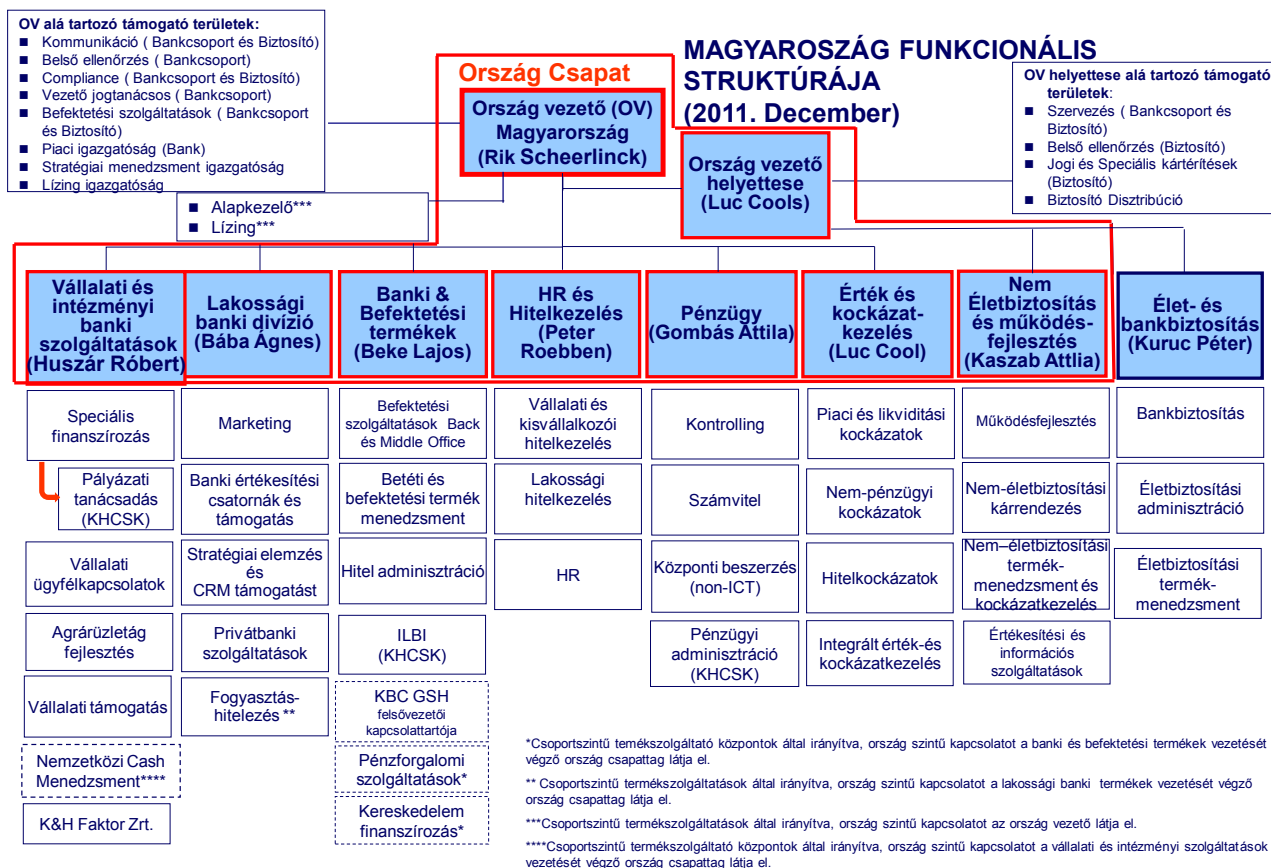 OV alá tartozó támogató területek:
Kommunikáció ( Bankcsoport és Biztosító)
Belső ellenőrzés (Bankcsoport)
Compliance ( Bankcsoport és Biztosító)
Vezető jogtanácsos ( Bankcsoport)
Befektetési szolgáltatások ( Bankcsoport
és Biztosító)
Piaci igazgatóság (Bank)
Stratégiai menedzsment igazgatóság
Lízing igazgatóság
MAGYAROSZÁG FUNKCIONÁLIS
STRUKTÚRÁJA
(2011. December)
Ország Csapat
Ország vezető (OV)
Magyarország
(Rik Scheerlinck)
Ország vezető
helyettese
(Luc Cools)
OV helyettese alá tartozó támogató
területek:
Szervezés ( Bankcsoport és
Biztosító)
Belső ellenőrzés (Biztosító)
Jogi és Speciális kártérítések
(Biztosító)
Biztosító Disztribúció
Alapkezelő***
Lízing***
Vállalati és
intézményi
banki
szolgáltatások
(Huszár Róbert)
Lakossági
banki divízió
(Bába Ágnes)
Banki &
Befektetési
termékek
(Beke Lajos)
HR és
Hitelkezelés
(Peter
Roebben)
Pénzügy
(Gombás Attila)
Érték és
kockázat-
kezelés
(Luc Cool)
Nem
Életbiztosítás
és működés-
fejlesztés
(Kaszab Attlia)
Élet- és
bankbiztosítás
(Kuruc Péter)
Speciális
finanszírozás
Pályázati
tanácsadás
(KHCSK)
Vállalati
ügyfélkapcsolatok
Agrárüzletág
fejlesztés
Vállalati támogatás
Nemzetközi Cash
Menedzsment****
K&H Faktor Zrt.
Marketing
Banki értékesítési
csatornák és
támogatás
Stratégiai elemzés
és
CRM támogatást
Privátbanki
szolgáltatások
Fogyasztás-
hitelezés **
Befektetési
szolgáltatások Back
és Middle Office
Betéti és
befektetési termék
menedzsment
Hitel adminisztráció
ILBI
(KHCSK)
KBC GSH
felsővezetői
kapcsolattartója
Pénzforgalomi
szolgáltatások*
Kereskedelem
finanszírozás*
Vállalati és
kisvállalkozói
hitelkezelés
Lakossági
hitelkezelés
HR
Kontrolling
Számvitel
Központi beszerzés
(non-ICT)
Pénzügyi
adminisztráció
(KHCSK)
Piaci és likviditási
kockázatok
Nem-pénzügyi
kockázatok
Hitelkockázatok
Integrált érték-és
kockázatkezelés
Működésfejlesztés
Nem-életbiztosítási
kárrendezés
Nem–életbiztosítási
termék-
menedzsment és
kockázatkezelés
Értékesítési és
információs
szolgáltatások
Bankbiztosítás
Életbiztosítási
adminisztráció
Életbiztosítási
termék-
menedzsment
*Csoportszintű temékszolgáltató központok által irányítva, ország szintű kapcsolatot a banki és befektetési termékek vezetését
végző ország csapattag látja el.
** Csoportszintű termékszolgáltatások által irányítva, ország szintű kapcsolatot a lakossági banki termékek vezetését végző
ország csapattag látja el.
***Csoportszintű termékszolgáltatások által irányítva, ország szintű kapcsolatot az ország vezető látja el.
****Csoportszintű termékszolgáltató központok által irányítva, ország szintű kapcsolatot a vállalati és intézményi szolgáltatások
vezetését végző ország csapattag látja el.